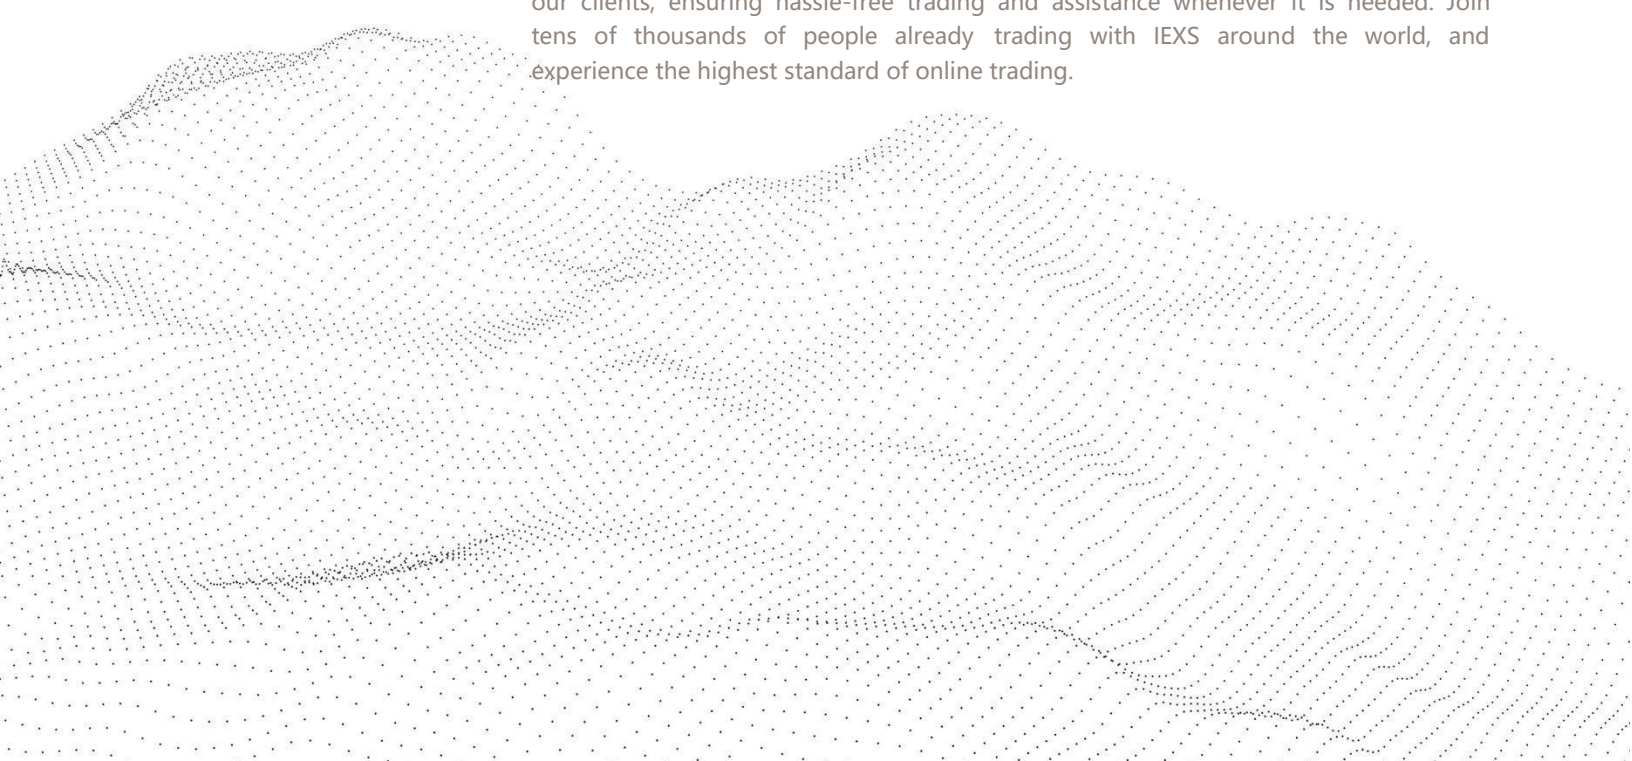 our clients, ensuring hassle-free trading and assistance whenever it is needed. Join
tens of thousands of people already trading with IEXS around the world, and
experience the highest standard of online trading.